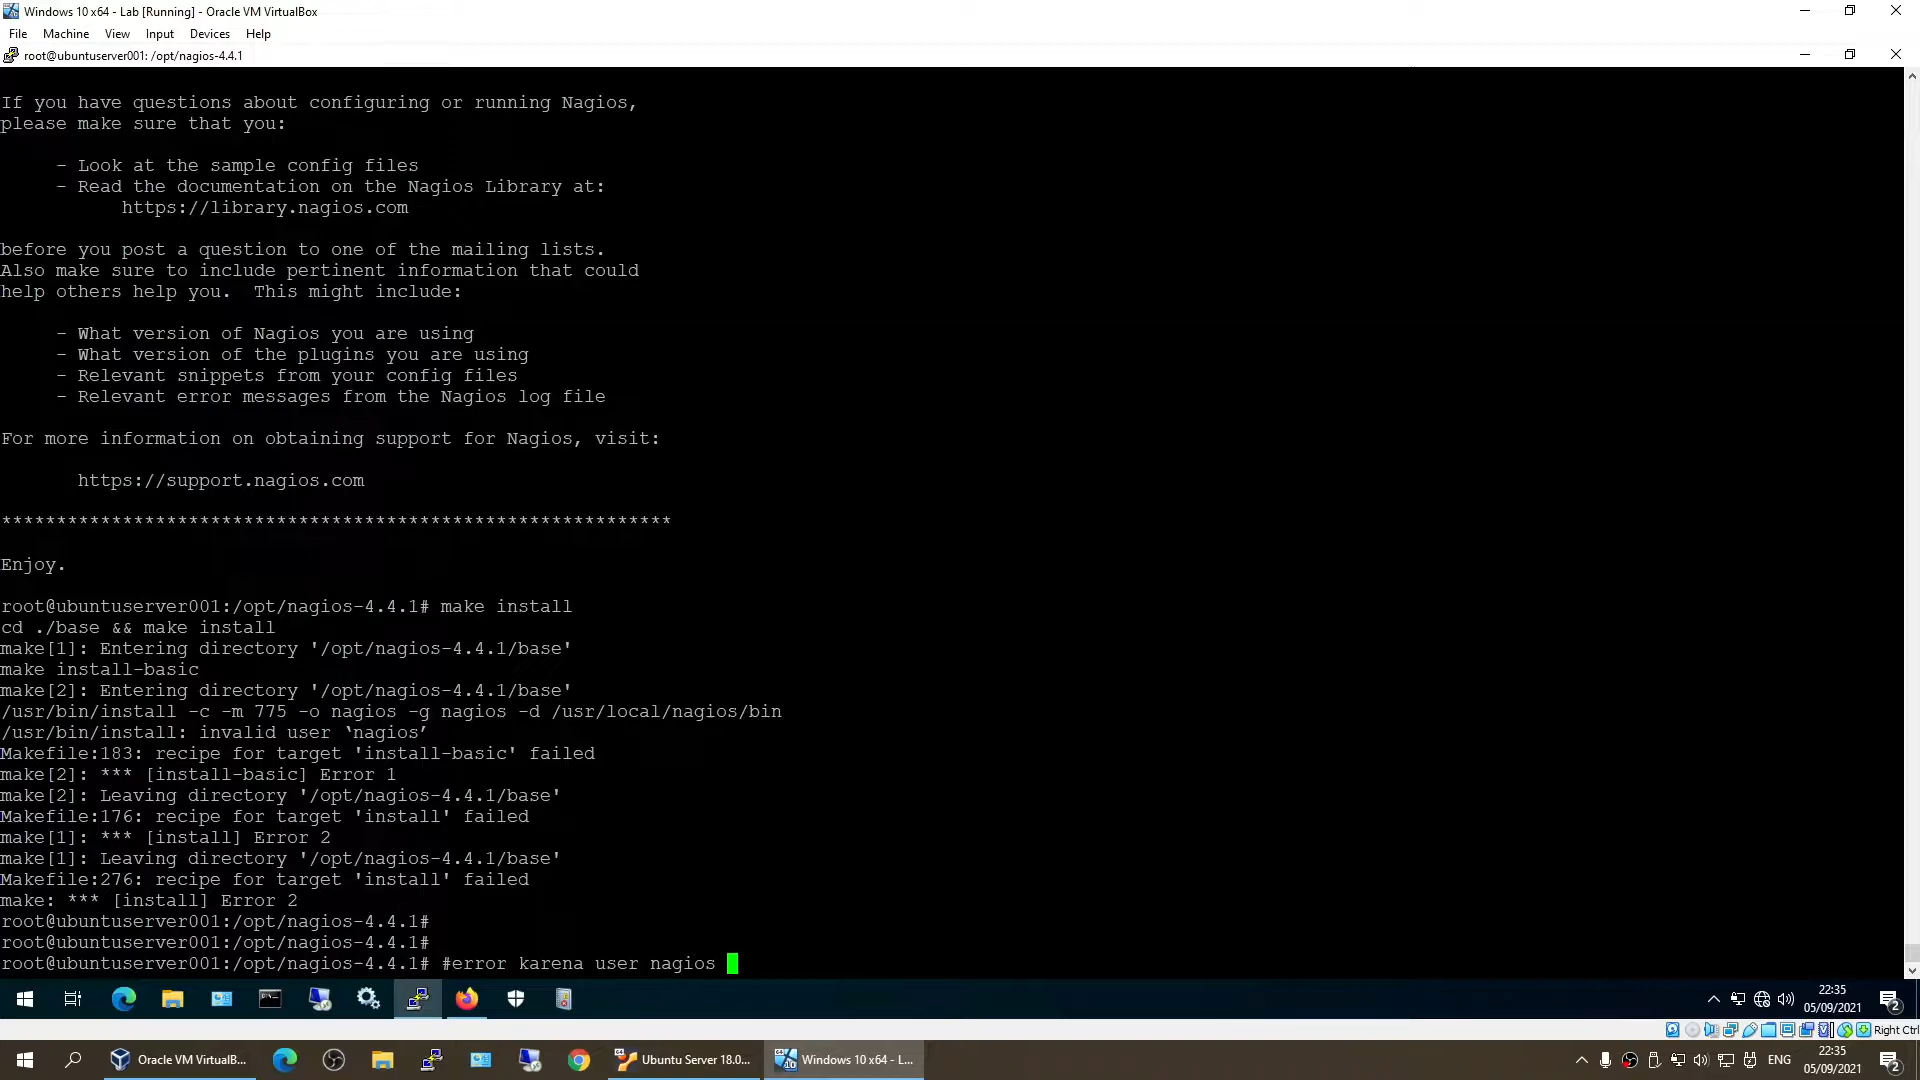 Windows 10 x64 - Lab [Running] - Oracle VM VirtualBox
File Machine View Input Devices Help
root@ubuntuserver001: /opt/nagios-4.4.1
If you have questions about configuring or running Nagios,
please make sure that you:
- Look at the sample config files
- Read the documentation on the Nagios Library at:
https://library.nagios.com
before you post a question to one of the mailing lists.
Also make sure to include pertinent information that could
help others help you.  This might include:
- What version of Nagios you are using
- What version of the plugins you are using
- Relevant snippets from your config files
- Relevant error messages from the Nagios log file
For more information on obtaining support for Nagios, visit:
https://support.nagios.com
*************************************************************
Enjoy.
root@ubuntuserver001:/opt/nagios-4.4.1# make install
cd ./base && make install
make[1]: Entering directory '/opt/nagios-4.4.1/base'
make install-basic
make[2]: Entering directory '/opt/nagios-4.4.1/base'
/usr/bin/install -c -m 775 -o nagios -g nagios -d /usr/local/nagios/bin
/usr/bin/install: invalid user ‘nagios’
Makefile:183: recipe for target 'install-basic' failed
make[2]: *** [install-basic] Error 1
make[2]: Leaving directory '/opt/nagios-4.4.1/base'
Makefile:176: recipe for target 'install' failed
make[1]: *** [install] Error 2
make[1]: Leaving directory '/opt/nagios-4.4.1/base'
Makefile:276: recipe for target 'install' failed
make: *** [install] Error 2
root@ubuntuserver001:/opt/nagios-4.4.1#
root@ubuntuserver001:/opt/nagios-4.4.1#
root@ubuntuserver001:/opt/nagios-4.4.1# #error karena user nagios
22:35
05/09/2021
2
Right Ctrl
Oracle VM VirtualB...
Ubuntu Server 18.0...
Windows 10 x64 - L...
ENG
22:35
05/09/2021
2